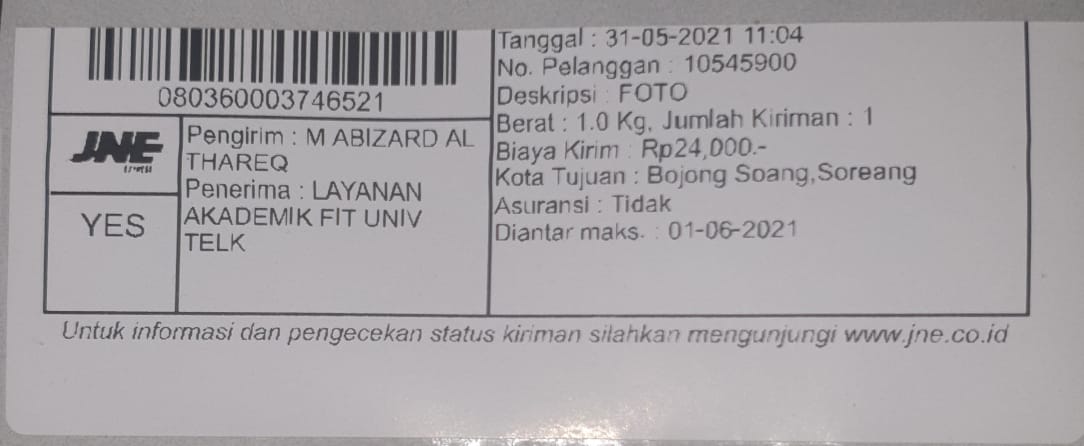 080360003746521
JNE
YES
Pengirim : M ABIZARD AL
THAREQ
Penerima : LAYANAN
AKADEMIK FIT UNIV
TELK
Tanggal : 31-05-2021 11:04
No. Pelanggan : 10545900
Deskripsi : FOTO
Berat : 1.0 Kg, Jumlah Kiriman : 1
Biaya Kirim : Rp24,000.-
Kota Tujuan : Bojong Soang,Soreang
Asuransi : Tidak
Diantar maks. : 01-06-2021
Untuk informasi dan pengecekan status kiriman silahkan mengunjungi www.jne.co.id